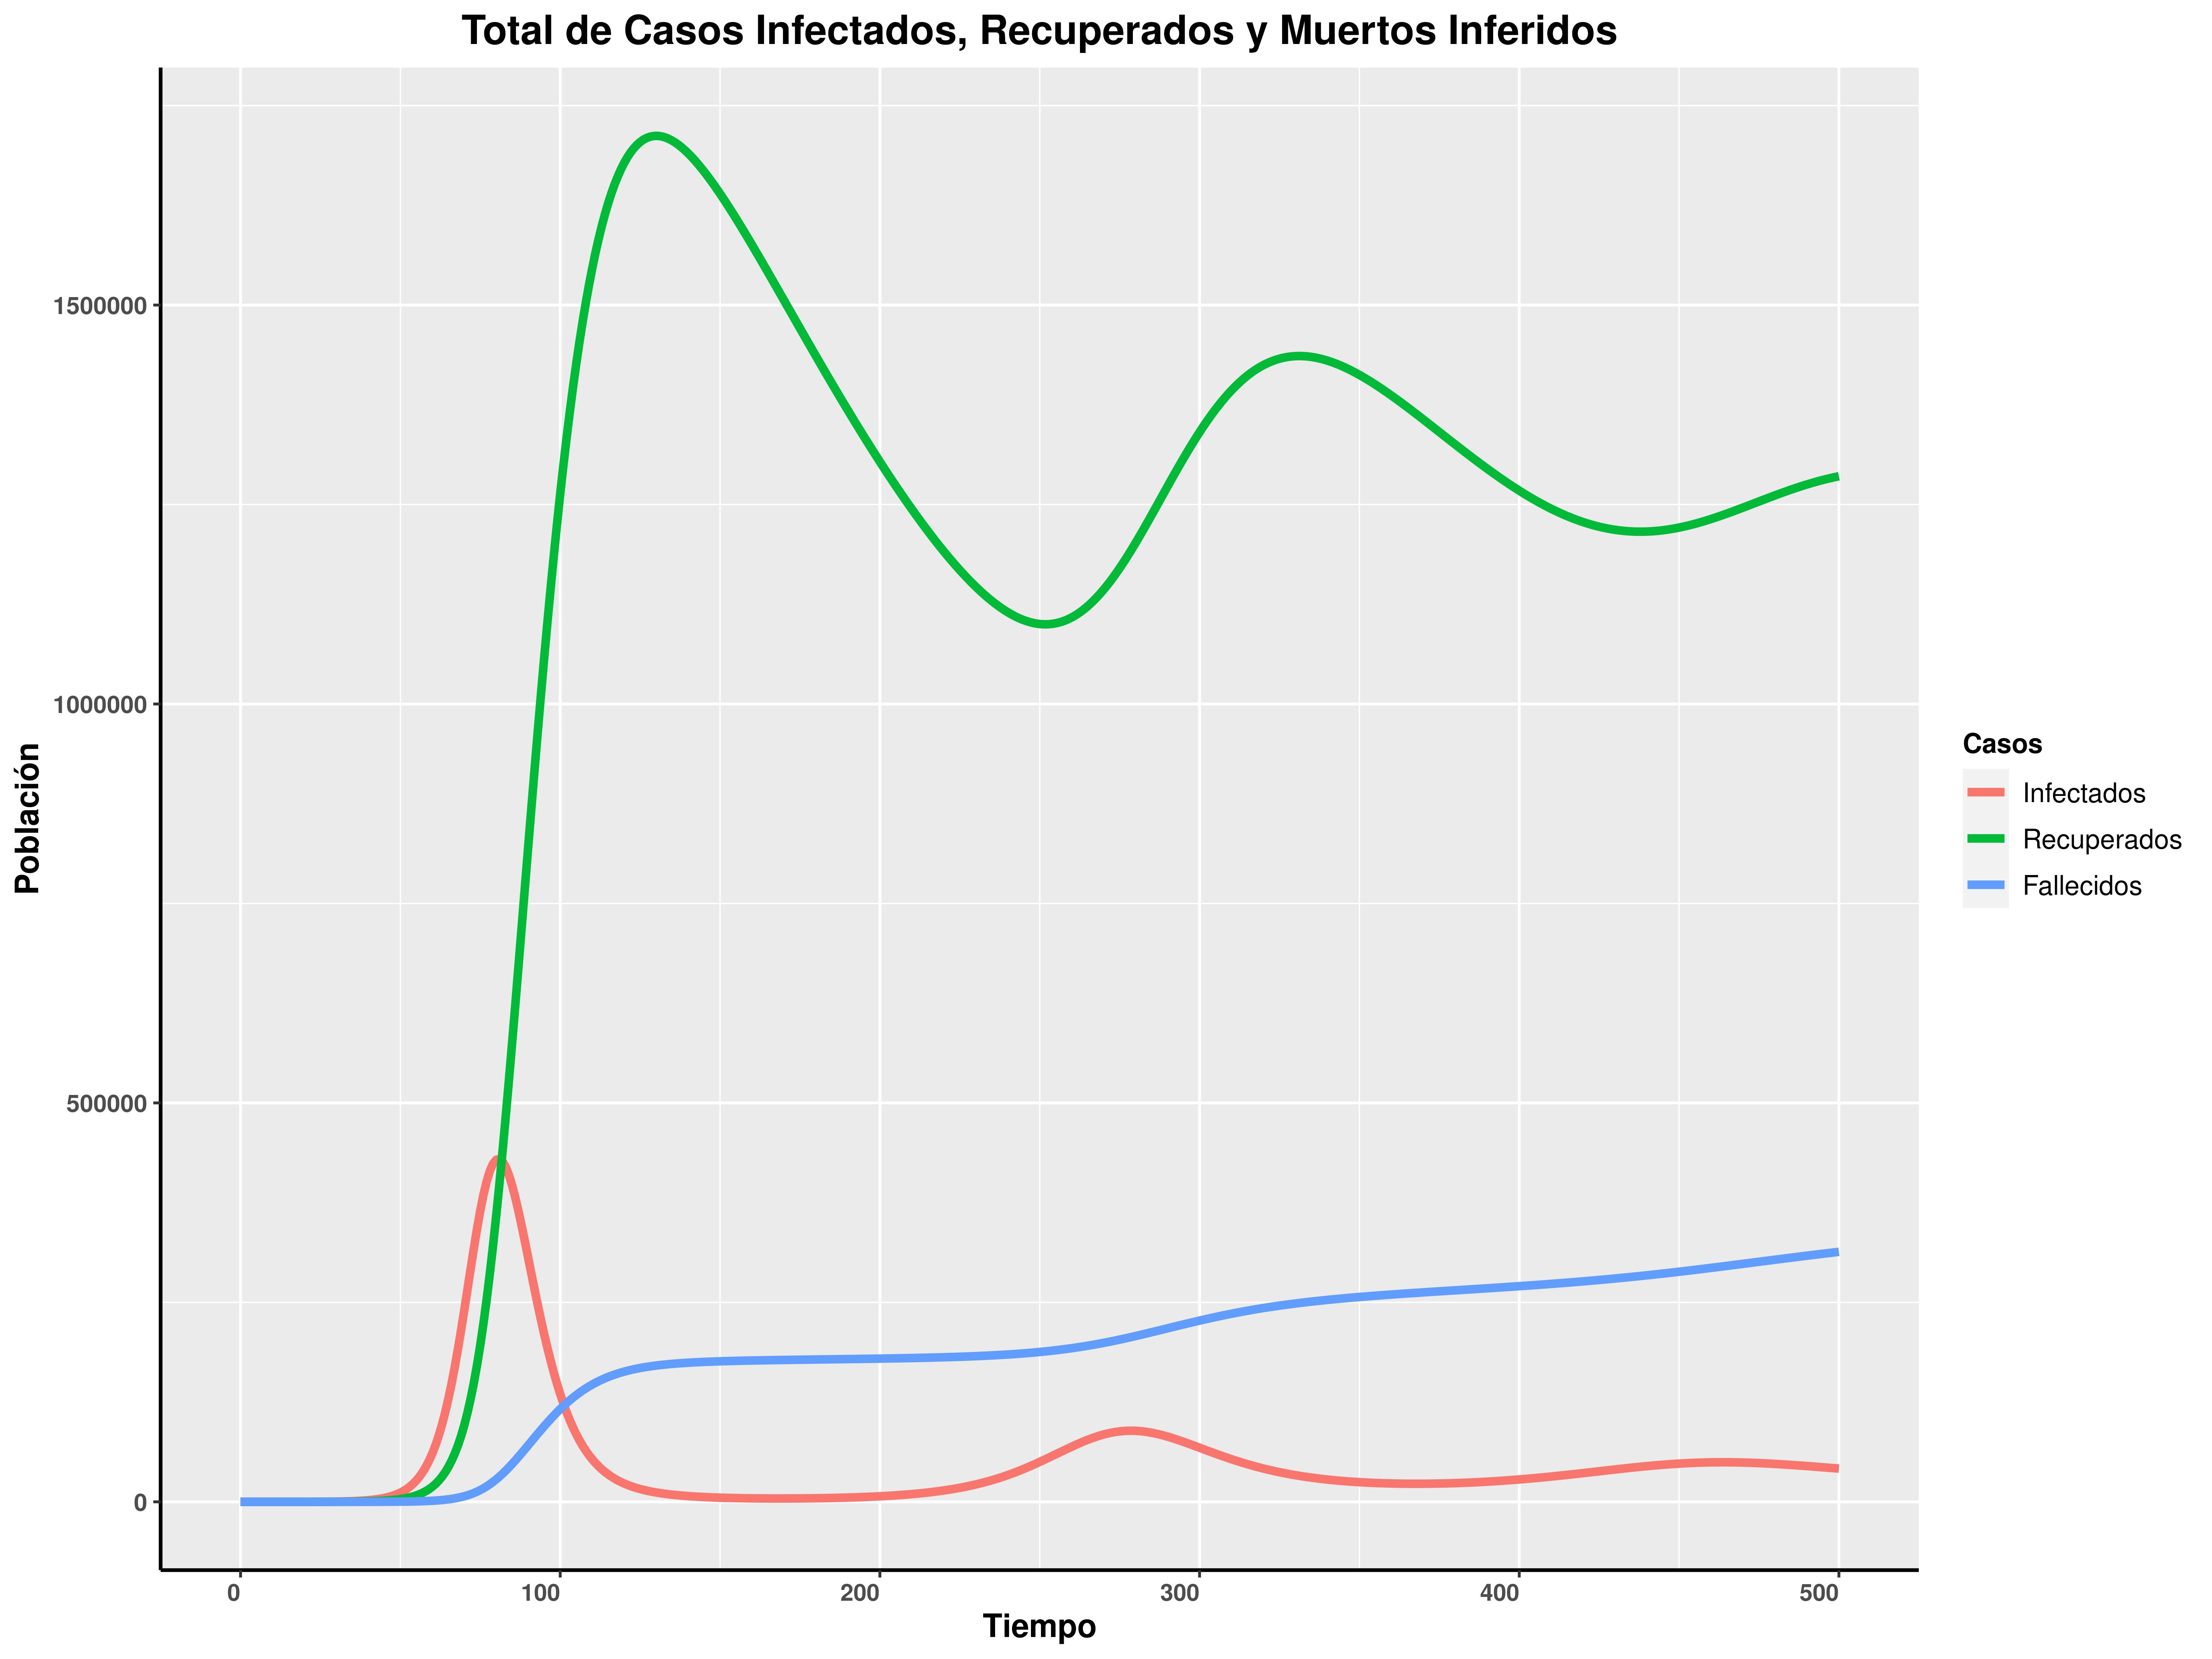 Total de Casos Infectados, Recuperados y Muertos Inferidos
Población
1500000
1000000
500000
0
0 100 200 300 400 500
Tiempo
Casos
Infectados
Recuperados
Fallecidos